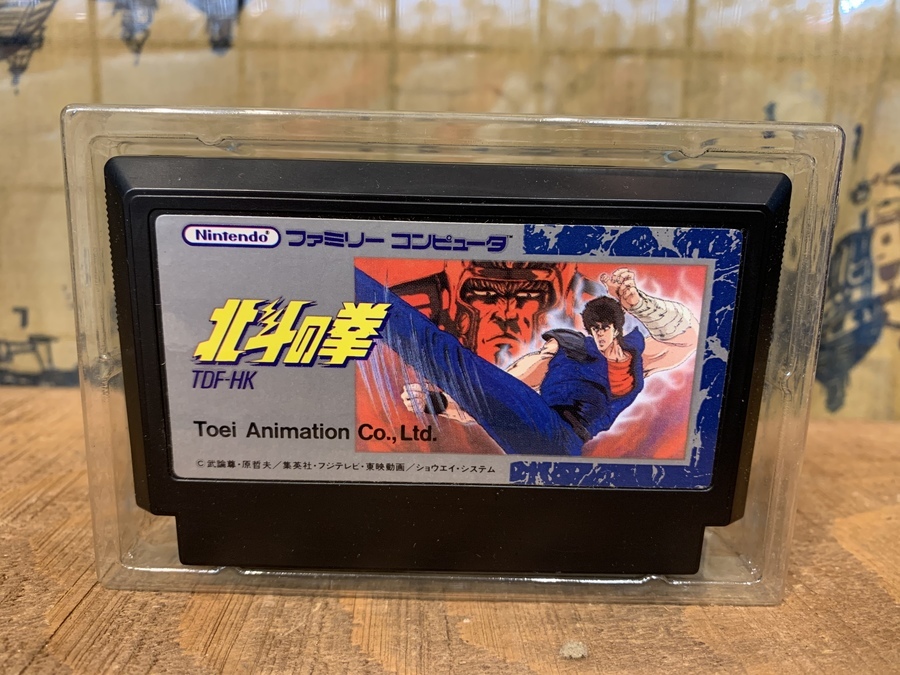 Nintendo ファミリー コンピュータ™
北斗の拳
TDF-HK
Toei Animation Co., Ltd.
©武論尊・原哲夫/集英社・フジテレビ・東映動画/ショウエイ・システム